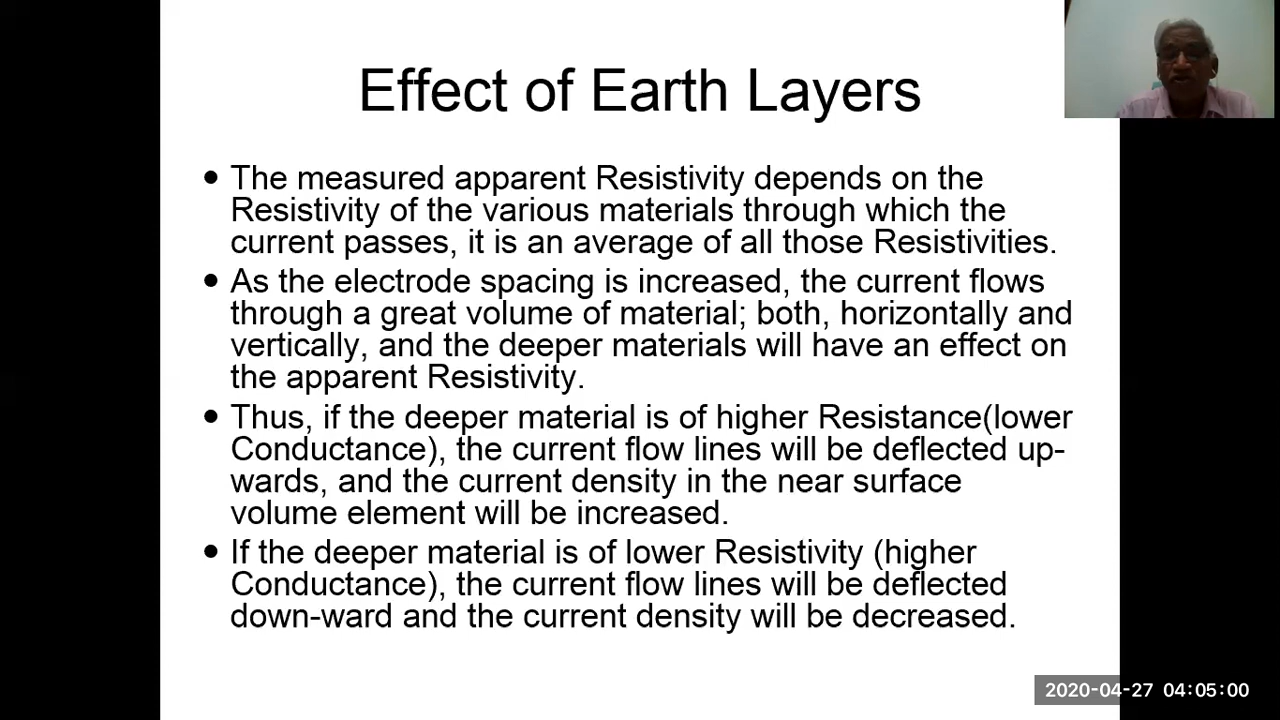 Effect of Earth Layers
• The measured apparent Resistivity depends on the
Resistivity of the various materials through which the
current passes, it is an average of all those Resistivities.
• As the electrode spacing is increased, the current flows
through a great volume of material; both, horizontally and
vertically, and the deeper materials will have an effect on
the apparent Resistivity.
• Thus, if the deeper material is of higher Resistance(lower
Conductance), the current flow lines will be deflected up-
wards, and the current density in the near surface
volume element will be increased.
• If the deeper material is of lower Resistivity (higher
Conductance), the current flow lines will be deflected
down-ward and the current density will be decreased.
2020-04-27 04:05:00